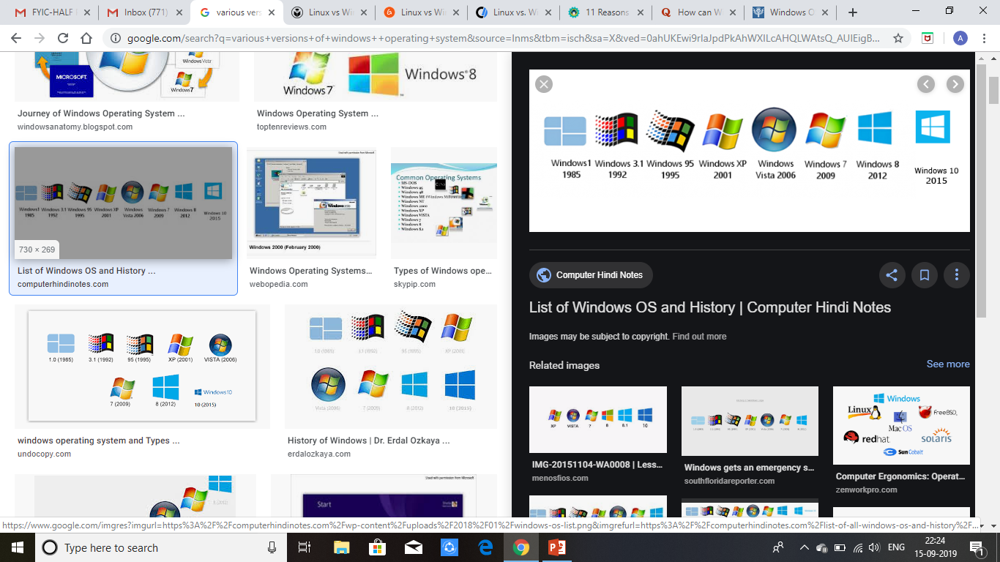 FYIC-HALF
Inbox (771)
various vers
Linux vs Wi
Linux vs Wi
Linux vs. W
11 Reasons
How can W
Windows O
google.com/search?q=various+versions+of+windows++operating+system&source=lnms&tbm=isch&sa=X&ved=0ahUKEwi9rIaJpdPkAhWXILcAHQLWAtsQ_AUIEigB...
A
MICROSOFT.
Windows Vista
Windows 7
Windows 7
Windows 8
Journey of Windows Operating System ...
windowsanatomy.blogspot.com
Windows Operating System ...
toptenreviews.com
Windows1 1985
Windows 3.1 1992
Windows 95 1995
Windows XP 2001
Windows Vista 2006
Windows 7 2009
Windows 8 2012
Windows 10 2015
730 × 269
List of Windows OS and History ...
computerhindinotes.com
Used with permission from Microsoft
Windows 2000 (February 2000)
Windows Operating Systems...
webopedia.com
Common Operating Systems
MS-DOS
Windows 95
Windows 98
Windows ME (Windows Millennium
Windows NT
Windows 2000
Windows XP
Windows VISTA
Windows 7
Windows 8
Windows 8.1
Types of Windows ope...
skypip.com
1.0 (1985)
3.1 (1992)
95 (1995)
XP (2001)
VISTA (2006)
7 (2009)
8 (2012)
Windows10
10 (2015)
windows operating system and Types ...
undocopy.com
1.0 (1985)
3.1 (1992)
95 (1995)
XP (2001)
Vista (2006)
7 (2009)
8 (2012)
10 (2015)
History of Windows | Dr. Erdal Ozkaya ...
erdalozkaya.com
Used with permission from Microsoft
Start
Windows1 1985
Windows 3.1 1992
Windows 95 1995
Windows XP 2001
Windows Vista 2006
Windows 7 2009
Windows 8 2012
Windows 10 2015
Computer Hindi Notes
List of Windows OS and History | Computer Hindi Notes
Images may be subject to copyright. Find out more
Related images
See more
XP
VISTA
7
8
8.1
10
IMG-20151104-WA0008 | Less...
menosfios.com
Windows gets an emergency s...
southfloridareporter.com
Windows
Linux
FreeBSD
Mac OS
redhat
solaris
Sun Cobalt
Computer Ergonomics: Operat...
zenworkpro.com
https://www.google.com/imgres?imgurl=https%3A%2F%2Fcomputerhindinotes.com%2Fwp-content%2Fuploads%2F2018%2F01%2Fwindows-os-list.png&imgrefurl=https%3A%2F%2Fcomputerhindinotes.com%2Flist-of-all-windows-os-and-history%2F...
Type here to search
ENG
22:24
15-09-2019
1